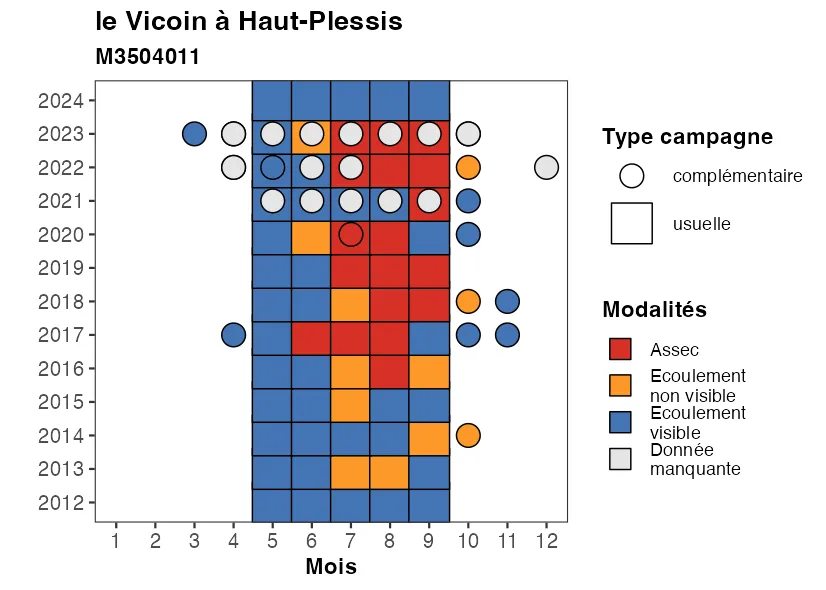 le Vicoin à Haut-Plessis
M3504011
2024
2023
2022
2021
2020
2019
2018
2017
2016
2015
2014
2013
2012
1 2 3 4 5 6 7 8 9 10 11 12
Mois
Type campagne
complémentaire
usuelle
Modalités
Assec
Ecoulement
non visible
Ecoulement
visible
Donnée
manquante